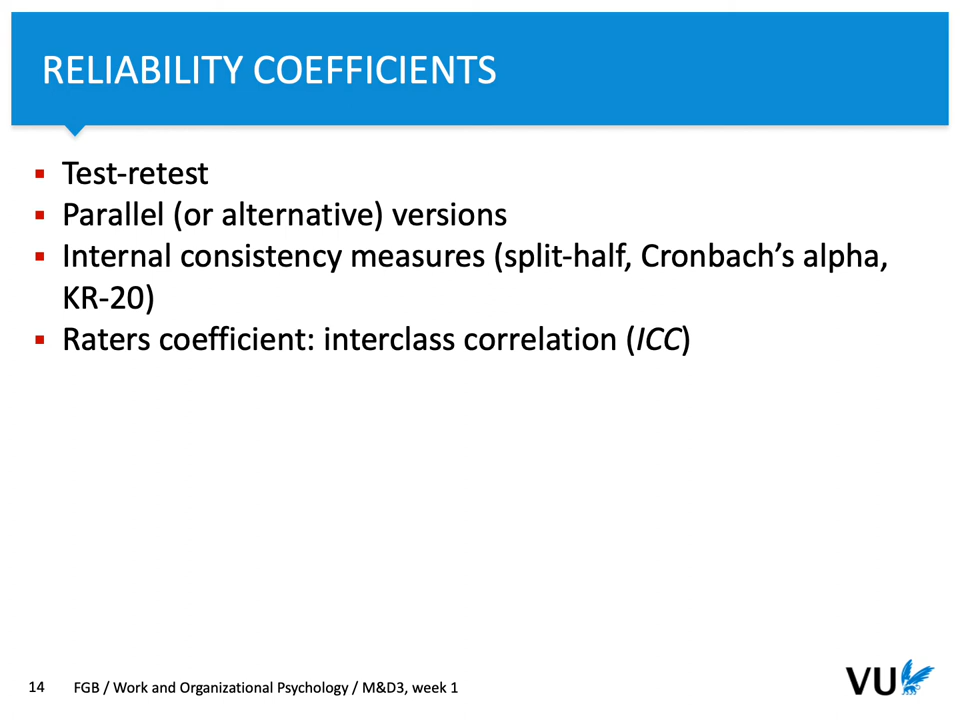 RELIABILITY COEFFICIENTS
▪ Test-retest
▪ Parallel (or alternative) versions
▪ Internal consistency measures (split-half, Cronbach’s alpha,
KR-20)
▪ Raters coefficient: interclass correlation (ICC)
14 FGB / Work and Organizational Psychology / M&D3, week 1
VU